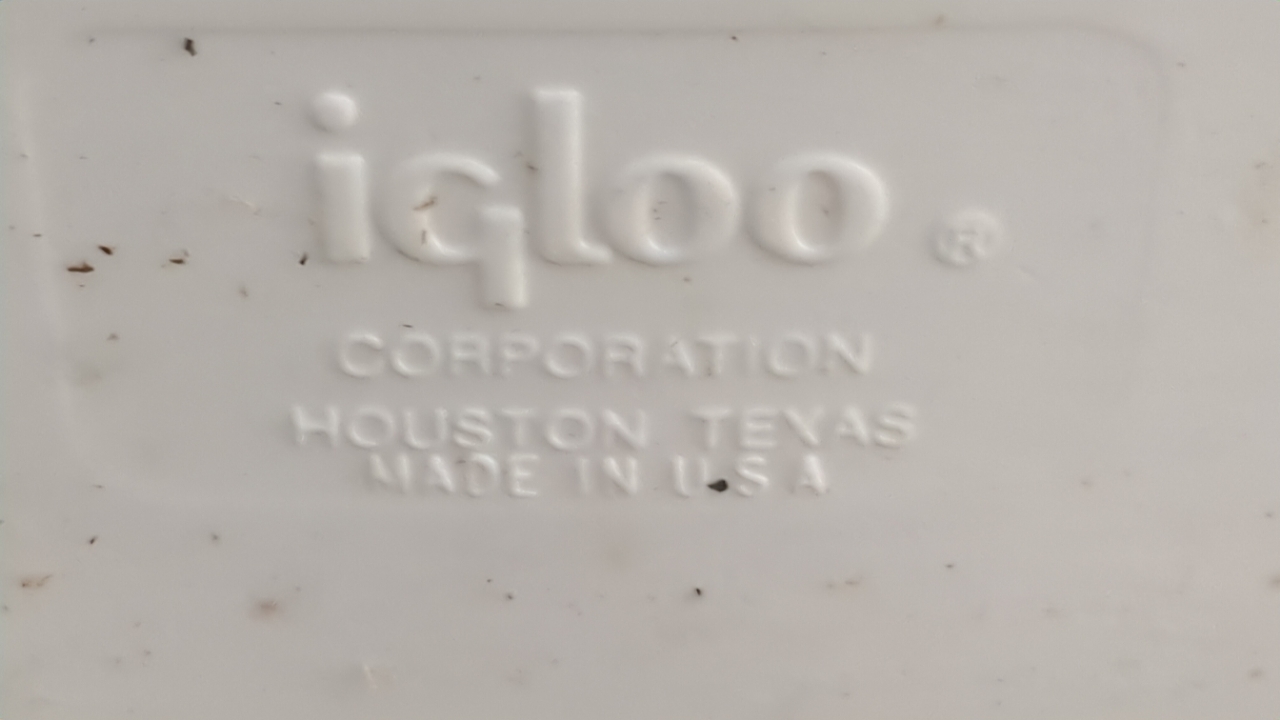 igloo ®
CORPORATION
HOUSTON TEXAS
MADE IN U S A